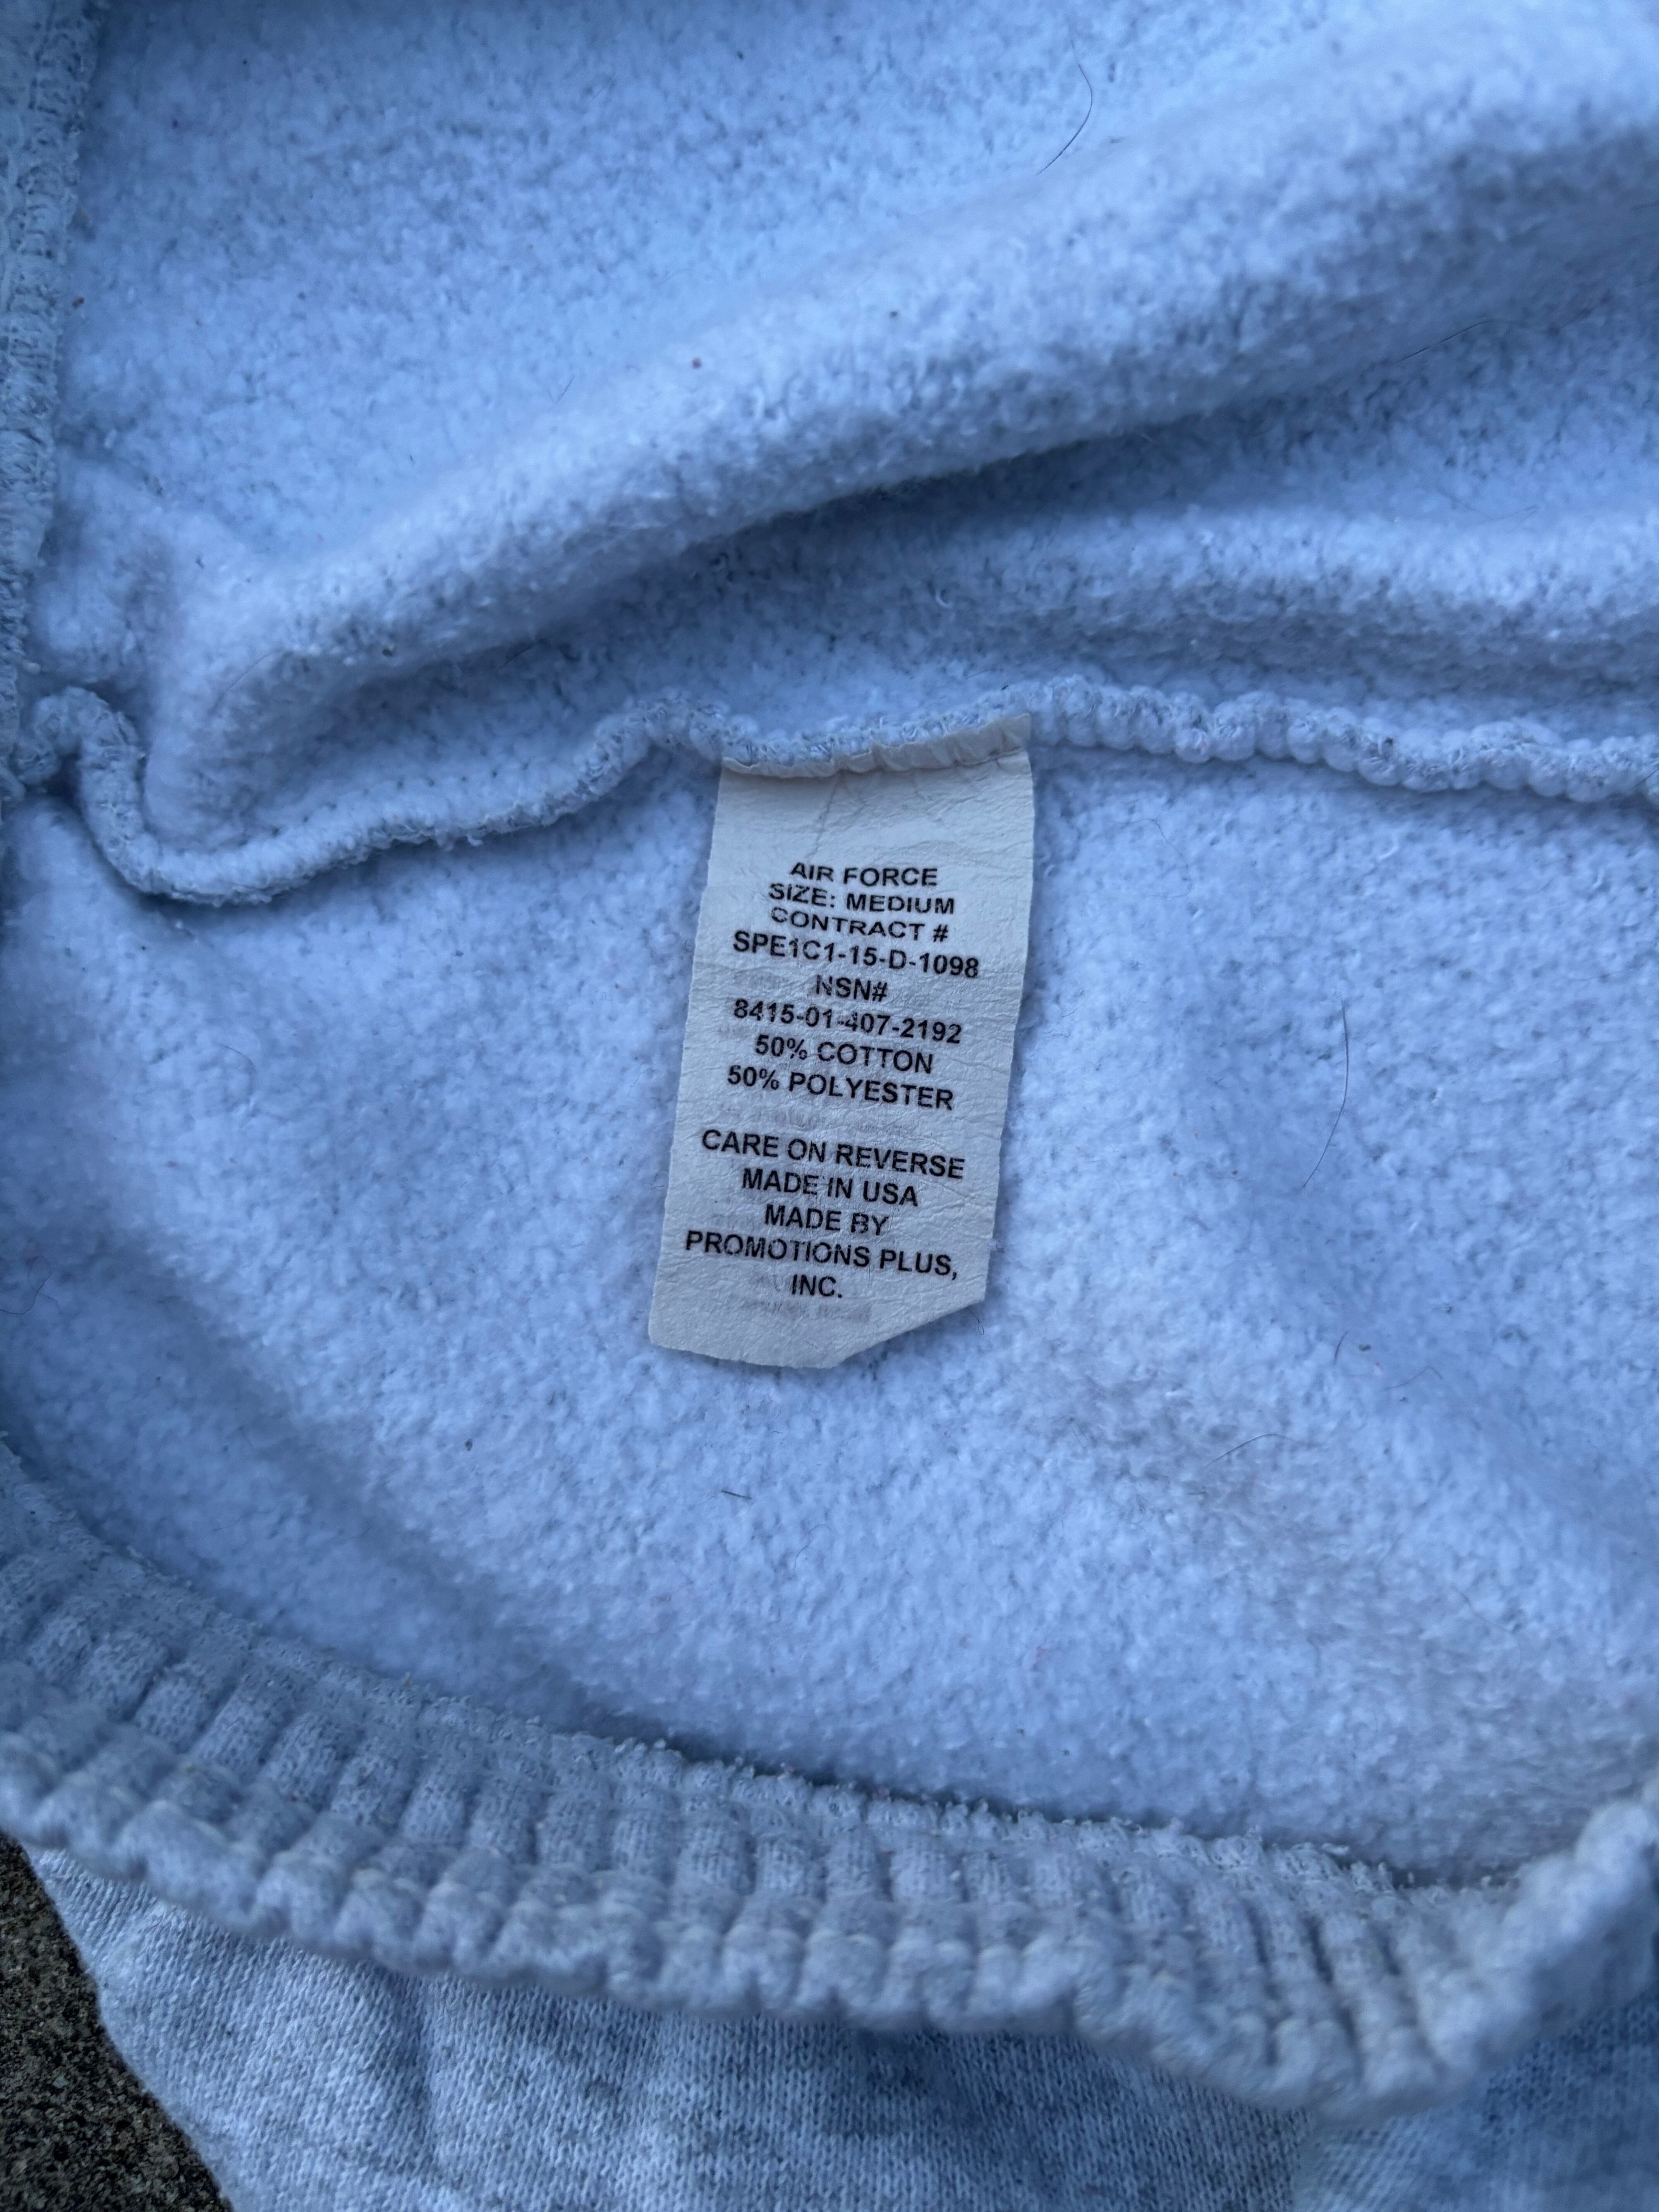 AIR FORCE
SIZE: MEDIUM
CONTRACT #
SPE1C1-15-D-1098
NSN#
8415-01-407-2192
50% COTTON
50% POLYESTER
CARE ON REVERSE
MADE IN USA
MADE BY
PROMOTIONS PLUS,
INC.